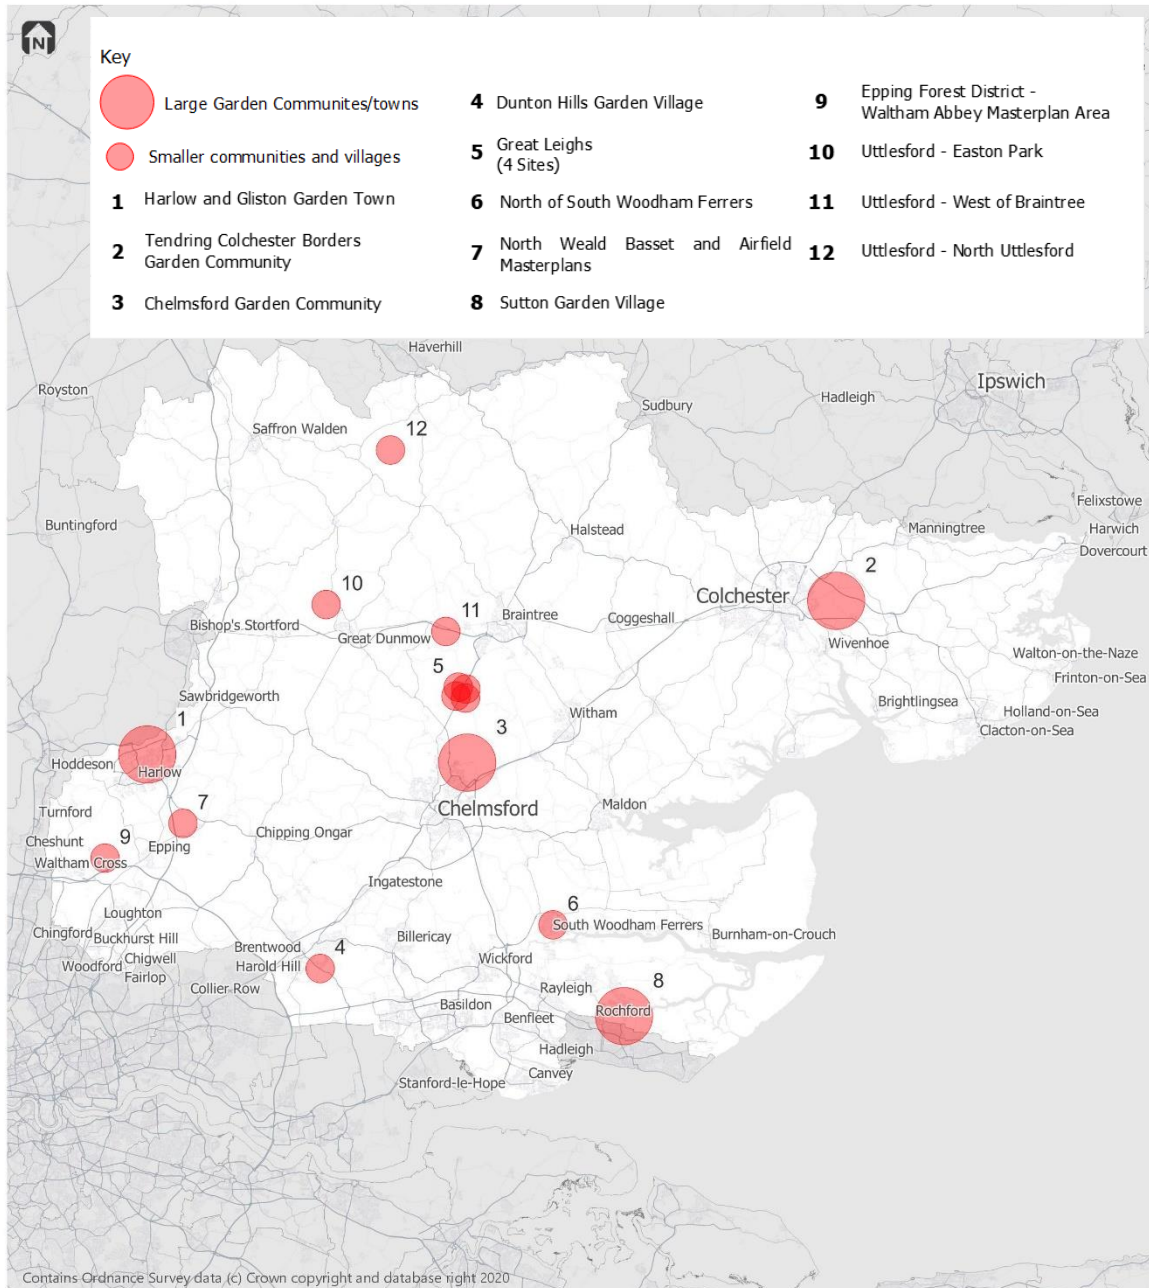 N
Key
Large Garden Communites/towns
Smaller communities and villages
1 Harlow and Gliston Garden Town
2 Tendring Colchester Borders
Garden Community
3 Chelmsford Garden Community
4 Dunton Hills Garden Village
5 Great Leighs
(4 Sites)
6 North of South Woodham Ferrers
7 North Weald Basset and Airfield
Masterplans
8 Sutton Garden Village
9 Epping Forest District -
Waltham Abbey Masterplan Area
10 Uttlesford - Easton Park
11 Uttlesford - West of Braintree
12 Uttlesford - North Uttlesford
Haverhill
Royston
Ipswich
Hadleigh
Sudbury
Saffron Walden
12
Felixstowe
Buntingford
Halstead
Manningtree
Harwich
Dovercourt
2
10
Colchester
11
Braintree
Coggeshall
Bishop's Stortford
Great Dunmow
Wivenhoe
Walton-on-the-Naze
5
Frinton-on-Sea
Sawbridgeworth
Brightlingsea
Holland-on-Sea
1
3
Witham
Clacton-on-Sea
Hoddeson
Harlow
7
Chelmsford
Maldon
Turnford
Chipping Ongar
9
Cheshunt
Epping
Waltham Cross
Ingatestone
6
Loughton
South Woodham Ferrers
Chingford
Buckhurst Hill
Burnham-on-Crouch
Brentwood
4
Billericay
Chigwell
Wickford
Woodford
Harold Hill
Fairlop
8
Collier Row
Rayleigh
Basildon
Rochford
Benfleet
Hadleigh
Canvey
Stanford-le-Hope
Contains Ordnance Survey data (c) Crown copyright and database right 2020